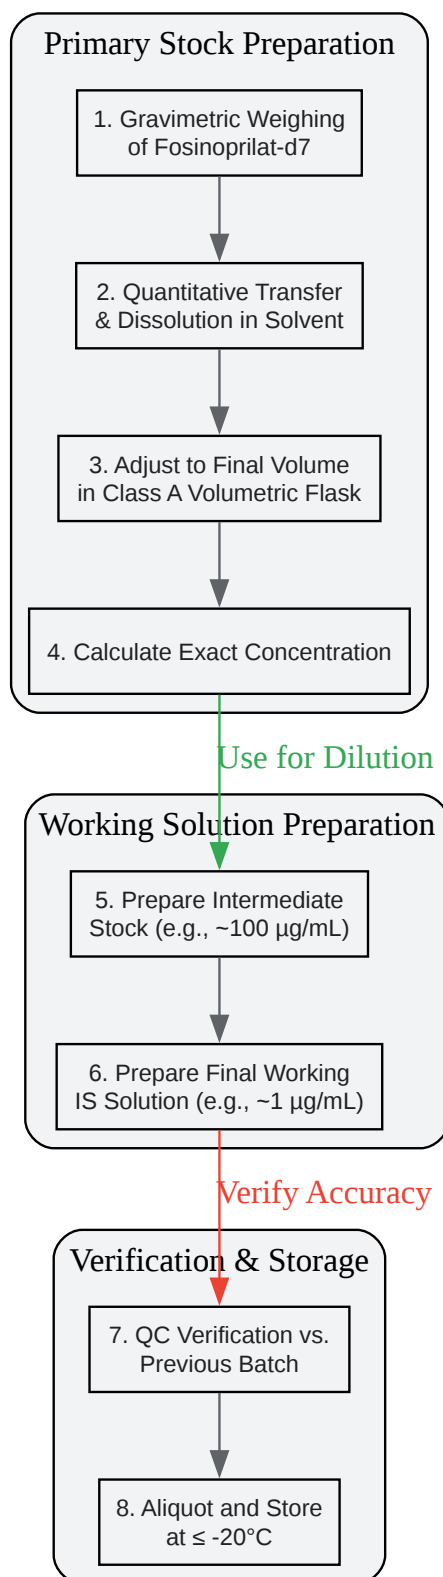 Primary Stock Preparation
1. Gravimetric Weighing
of Fosinoprilat-d7
2. Quantitative Transfer
& Dissolution in Solvent
3. Adjust to Final Volume
in Class A Volumetric Flask
4. Calculate Exact Concentration
Use for Dilution
Working Solution Preparation
5. Prepare Intermediate
Stock (e.g., ~100 µg/mL)
6. Prepare Final Working
IS Solution (e.g., ~1 µg/mL)
Verify Accuracy
Verification & Storage
7. QC Verification vs.
Previous Batch
8. Aliquot and Store
at ≤ -20°C